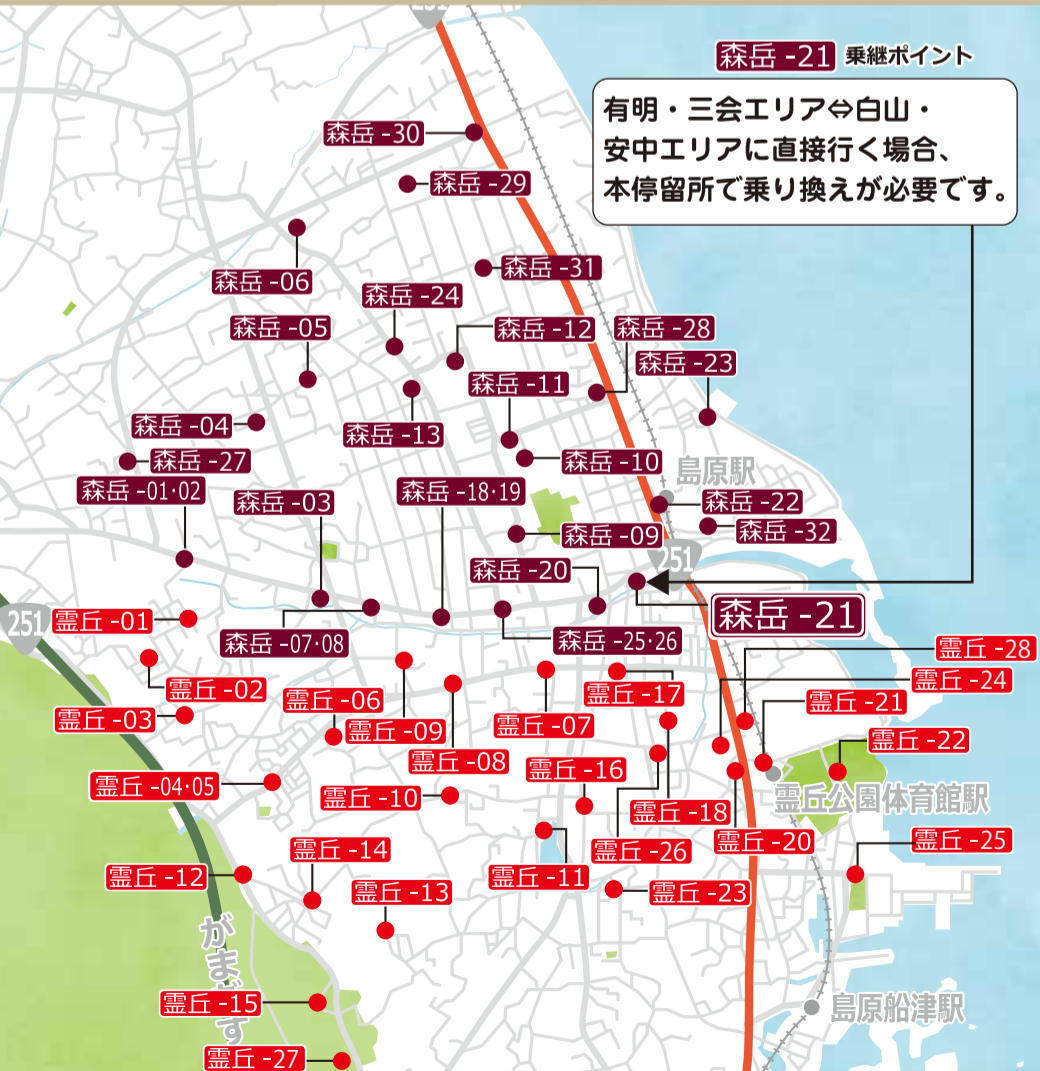 251
森岳 -21 乗継ポイント
有明・三会エリア⇔白山・
安中エリアに直接行く場合、
本停留所で乗り換えが必要です。
森岳 -30
森岳 -29
森岳 -06
森岳 -31
森岳 -24
森岳 -05
森岳 -12
森岳 -28
森岳 -23
森岳 -11
森岳 -04
森岳 -13
森岳 -27
森岳 -10
島原駅
森岳 -01･02
森岳 -03
森岳 -18･19
森岳 -22
森岳 -09
森岳 -32
251
森岳 -20
森岳 -21
251
霊丘 -01
森岳 -07･08
森岳 -25･26
霊丘 -28
霊丘 -24
霊丘 -02
霊丘 -06
霊丘 -17
霊丘 -21
霊丘 -03
霊丘 -09
霊丘 -07
霊丘 -22
霊丘 -08
霊丘 -16
霊丘 -04･05
霊丘 -10
霊丘公園体育館駅
霊丘 -18
霊丘 -20
霊丘 -25
霊丘 -14
霊丘 -26
霊丘 -12
霊丘 -11
霊丘 -13
霊丘 -23
がま
す
霊丘 -15
島原船津駅
霊丘 -27